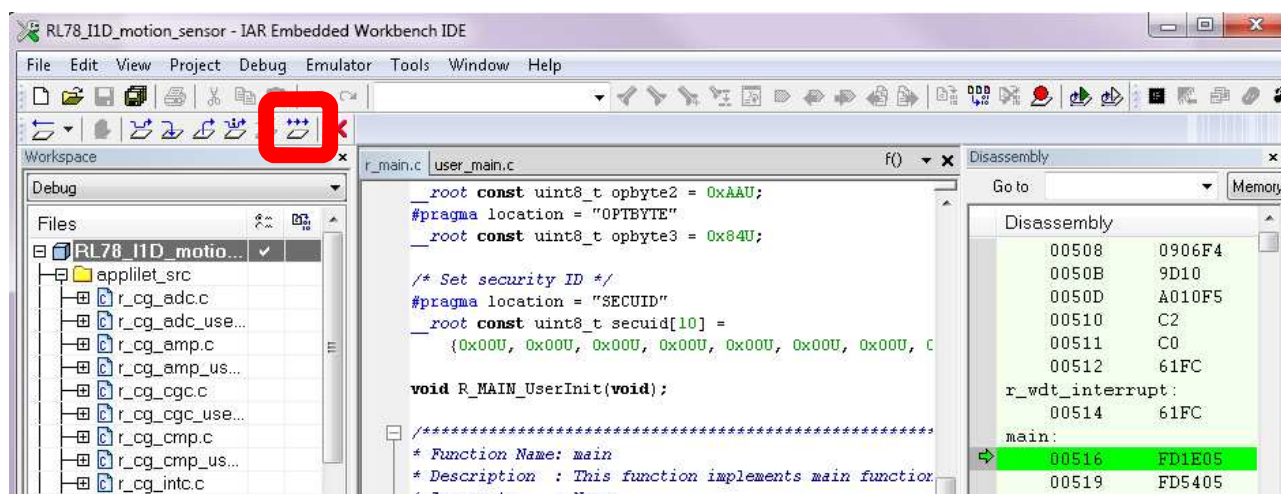 RL78_I1D_motion_sensor - IAR Embedded Workbench IDE
File Edit View Project Debug Emulator Tools Window Help
Workspace
Debug
Files
RL78_I1D_motio...
applilet_src
r_cg_adc.c
r_cg_adc_use...
r_cg_amp.c
r_cg_amp_us...
r_cg_cgc.c
r_cg_cgc_use...
r_cg_cmp.c
r_cg_cmp_us...
r_cg_intc.c
r_main.c user_main.c f()
__root const uint8_t opbyte2 = 0xAAU;
#pragma location = "OPTBYTE"
__root const uint8_t opbyte3 = 0x84U;
/* Set security ID */
#pragma location = "SECUID"
__root const uint8_t secuid[10] =
{0x00U, 0x00U, 0x00U, 0x00U, 0x00U, 0x00U, 0x00U,
void R_MAIN_UserInit(void);
/***********************************************************
* Function Name: main
* Description : This function implements main function
Disassembly
Go to Memory
Disassembly
00508 0906F4
0050B 9D10
0050D A010F5
00510 C2
00511 C0
00512 61FC
r_wdt_interrupt:
00514 61FC
main:
00516 FD1E05
00519 FD5405